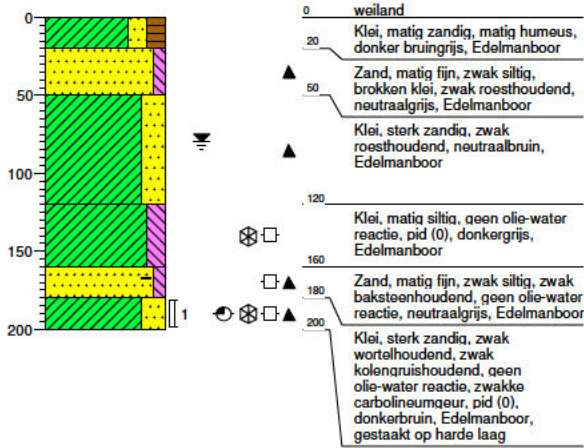 0
50
100
150
200
1
0
weiland
Klei, matig zandig, matig humeus,
donker bruingrijs, Edelmanboor
20
Zand, matig fijn, zwak siltig,
brokken klei, zwak roesthoudend,
neutraalgrijs, Edelmanboor
50
Klei, sterk zandig, zwak
roesthoudend, neutraalbruin,
Edelmanboor
120
Klei, matig siltig, geen olie-water
reactie, pid (0), donkergrijs,
Edelmanboor
160
Zand, matig fijn, zwak siltig, zwak
baksteenhoudend, geen olie-water
reactie, neutraalgrijs, Edelmanboor
180
200
Klei, sterk zandig, zwak
wortelhoudend, zwak
kolengruishoudend, geen
olie-water reactie, zwakke
carbolineumgeur, pid (0),
donkerbruin, Edelmanboor,
gestaakt op harde laag